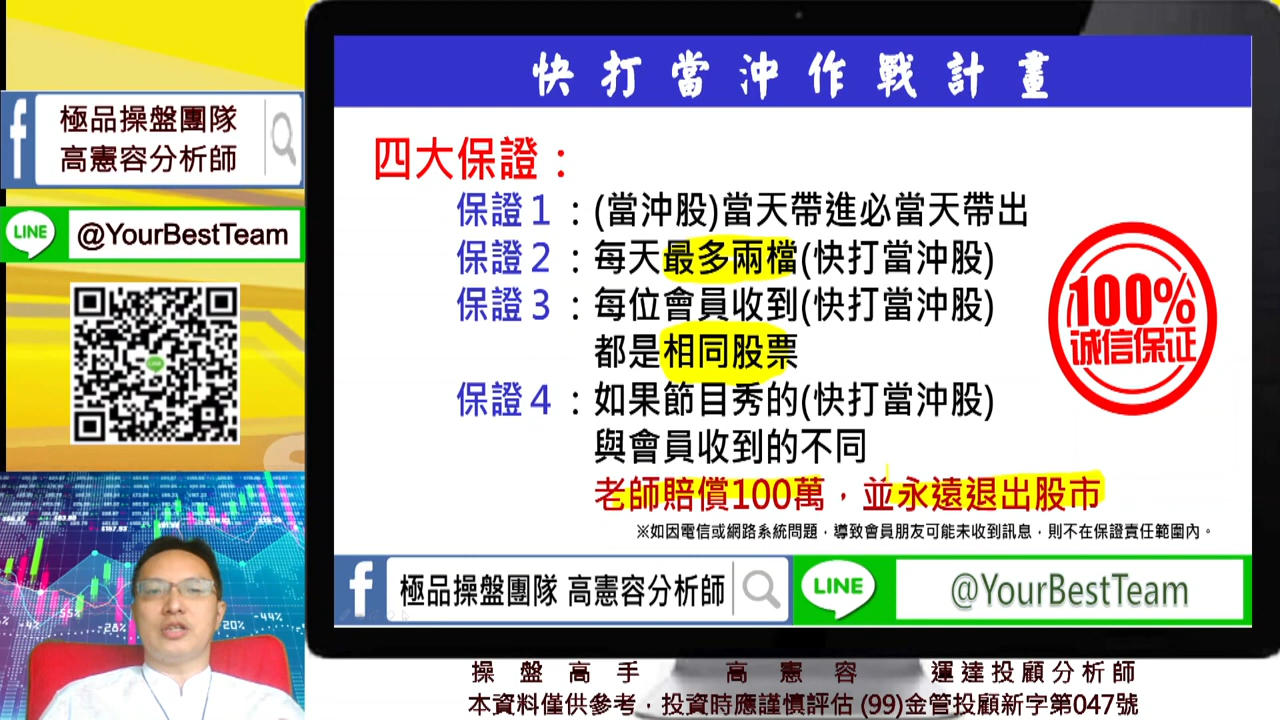 極品操盤團隊
高憲容分析師
LINE
@YourBestTeam
快打當沖作戰計畫
四大保證：
保證１：(當沖股)當天帶進必當天帶出
保證２：每天最多兩檔(快打當沖股)
保證３：每位會員收到(快打當沖股)
都是相同股票
保證４：如果節目秀的(快打當沖股)
與會員收到的不同
老師賠償100萬，並永遠退出股市
※如因電信或網路系統問題，導致會員朋友可能未收到訊息，則不在保證責任範圍內。
100%
诚信保证
極品操盤團隊 高憲容分析師
LINE
@YourBestTeam
操盤高手 高憲容 運達投顧分析師
本資料僅供參考，投資時應謹慎評估 (99)金管投顧新字第047號
-28%
20%
-44%